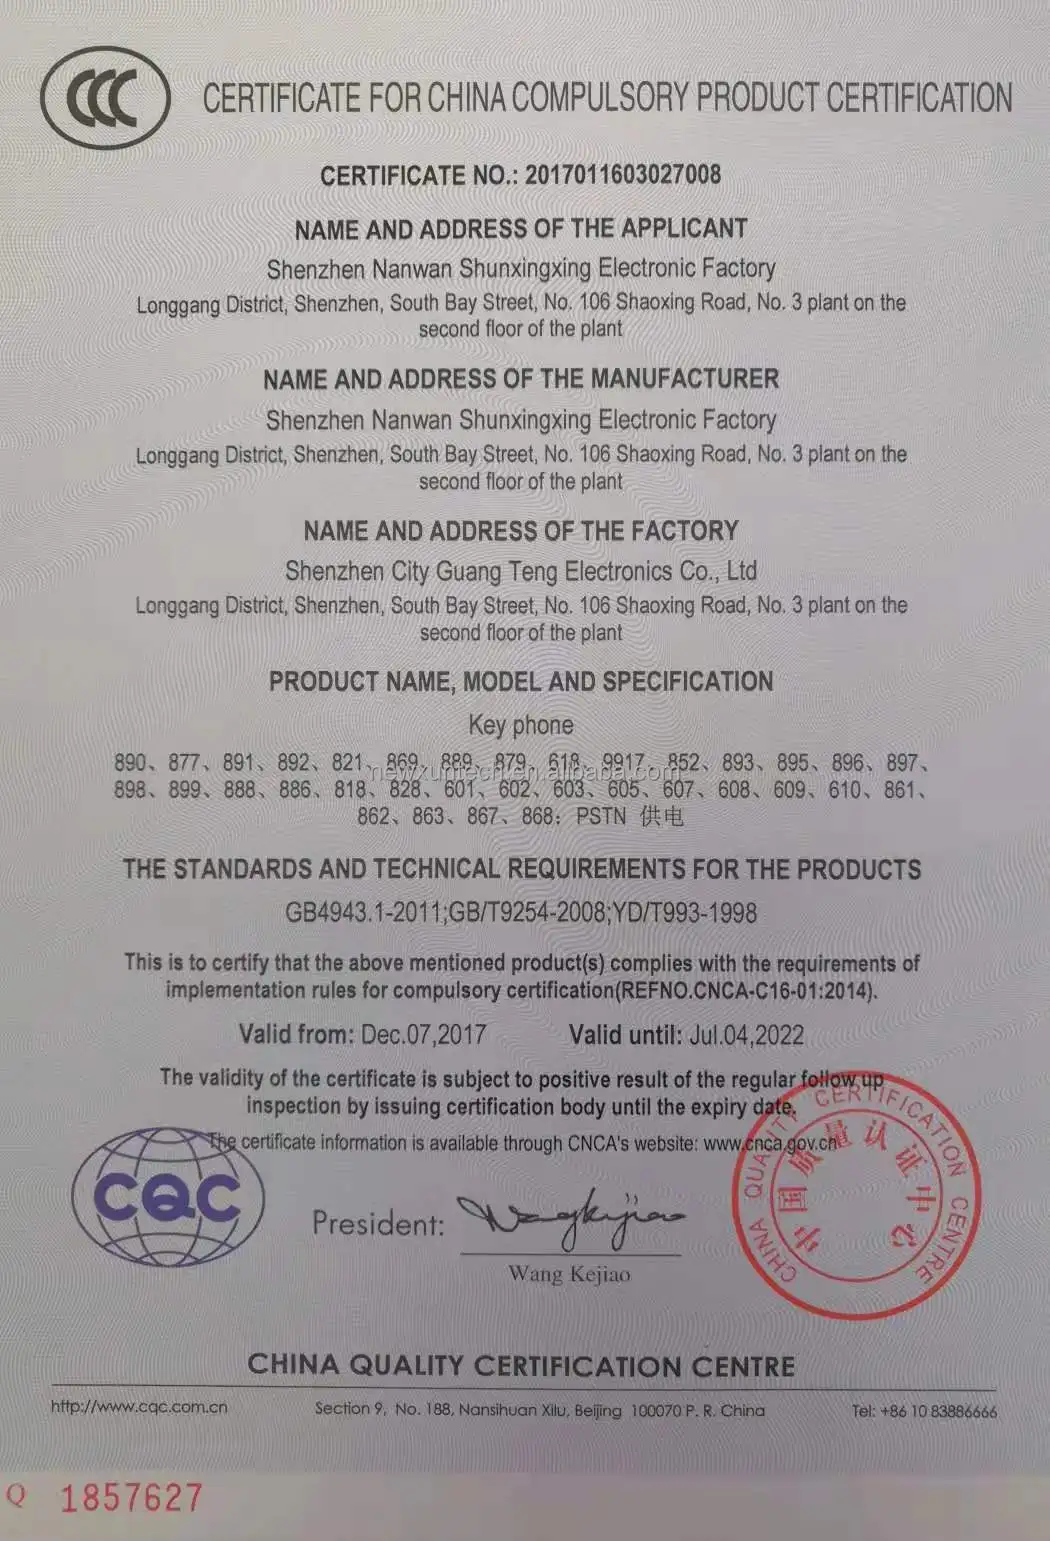 CCC CERTIFICATE FOR CHINA COMPULSORY PRODUCT CERTIFICATION
CERTIFICATE NO.: 2017011603027008
NAME AND ADDRESS OF THE APPLICANT
Shenzhen Nanwan Shunxingxing Electronic Factory
Longgang District, Shenzhen, South Bay Street, No. 106 Shaoxing Road, No. 3 plant on the
second floor of the plant
NAME AND ADDRESS OF THE MANUFACTURER
Shenzhen Nanwan Shunxingxing Electronic Factory
Longgang District, Shenzhen, South Bay Street, No. 106 Shaoxing Road, No. 3 plant on the
second floor of the plant
NAME AND ADDRESS OF THE FACTORY
Shenzhen City Guang Teng Electronics Co., Ltd
Longgang District, Shenzhen, South Bay Street, No. 106 Shaoxing Road, No. 3 plant on the
second floor of the plant
PRODUCT NAME, MODEL AND SPECIFICATION
Key phone
890、877、891、892、821、869、889、879、618、9917、852、893、895、896、897、
newxuntech.en.alibaba.com
898、899、888、886、818、828、601、602、603、605、607、608、609、610、861、
862、863、867、868: PSTN 供电
THE STANDARDS AND TECHNICAL REQUIREMENTS FOR THE PRODUCTS
GB4943.1-2011;GB/T9254-2008;YD/T993-1998
This is to certify that the above mentioned product(s) complies with the requirements of
implementation rules for compulsory certification(REFNO.CNCA-C16-01:2014).
Valid from: Dec.07,2017 Valid until: Jul.04,2022
The validity of the certificate is subject to positive result of the regular follow up
inspection by issuing certification body until the expiry date.
The certificate information is available through CNCA's website: www.cnca.gov.cn
CQC
President: Wang Kejiao
Wang Kejiao
CHINA QUALITY CERTIFICATION CENTRE
中国质量认证中心
CHINA QUALITY CERTIFICATION CENTRE
http://www.cqc.com.cn Section 9, No. 188, Nansihuan Xilu, Beijing 100070 P. R. China Tel: +86 10 83886666
Q 1857627